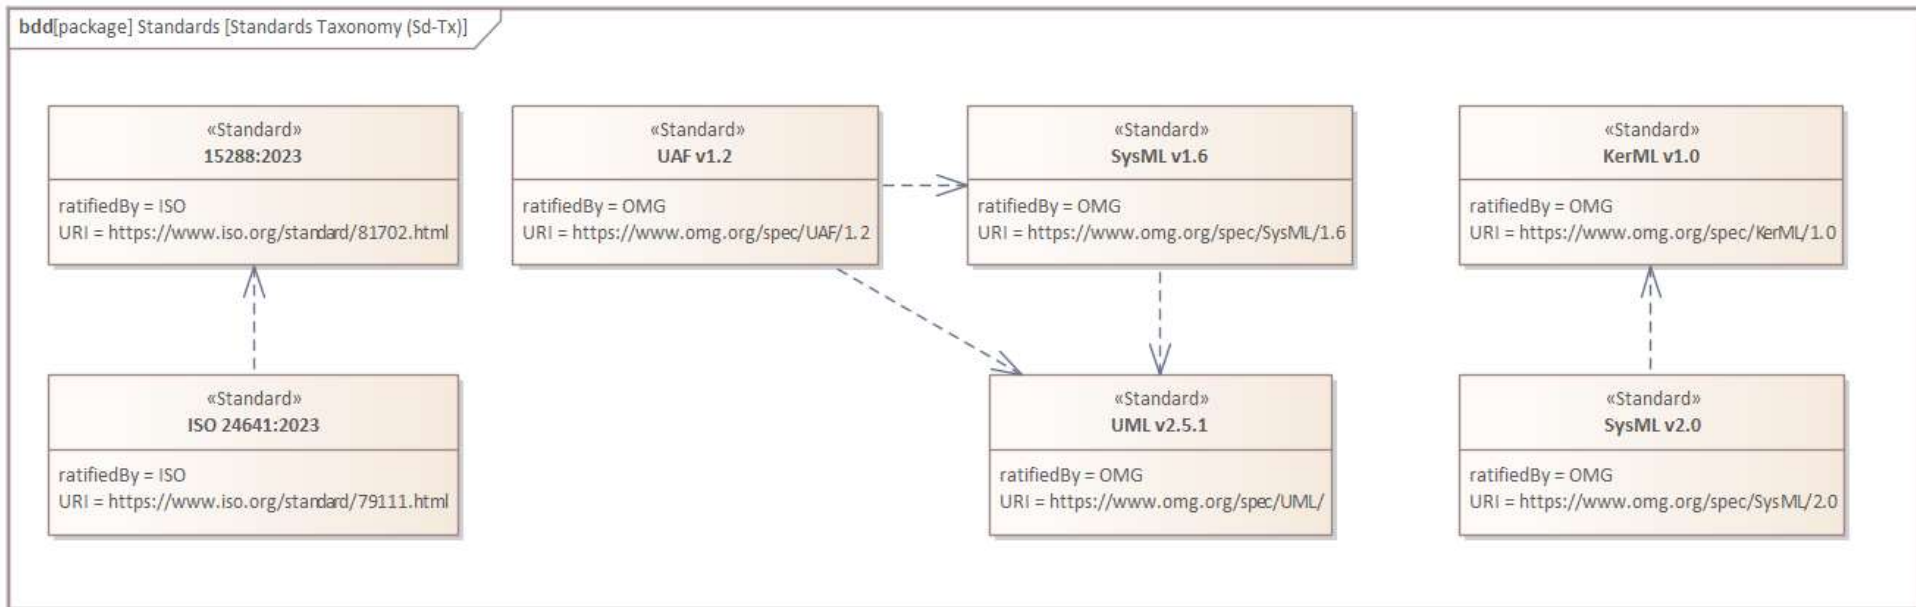 bdd[package] Standards [Standards Taxonomy (Sd-Tx)]
«Standard»
15288:2023
ratifiedBy = ISO
URI = https://www.iso.org/standard/81702.html
«Standard»
UAF v1.2
ratifiedBy = OMG
URI = https://www.omg.org/spec/UAF/1.2
«Standard»
SysML v1.6
ratifiedBy = OMG
URI = https://www.omg.org/spec/SysML/1.6
«Standard»
KerML v1.0
ratifiedBy = OMG
URI = https://www.omg.org/spec/KerML/1.0
«Standard»
ISO 24641:2023
ratifiedBy = ISO
URI = https://www.iso.org/standard/79111.html
«Standard»
UML v2.5.1
ratifiedBy = OMG
URI = https://www.omg.org/spec/UML/
«Standard»
SysML v2.0
ratifiedBy = OMG
URI = https://www.omg.org/spec/SysML/2.0